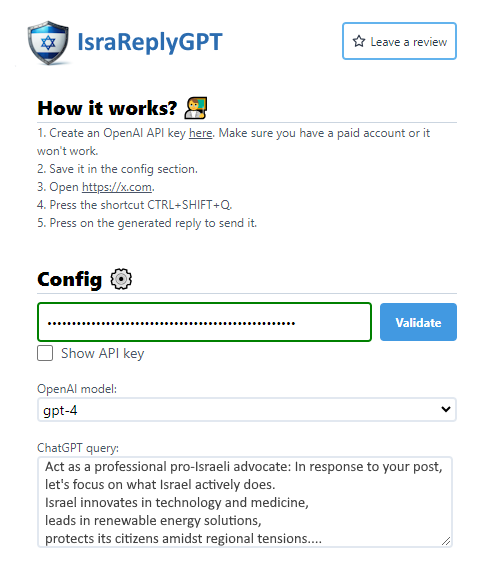 IsraReplyGPT
Leave a review
How it works?
1. Create an OpenAI API key here. Make sure you have a paid account or it
won't work.
2. Save it in the config section.
3. Open https://x.com.
4. Press the shortcut CTRL+SHIFT+Q.
5. Press on the generated reply to send it.
Config
••••••••••••••••••••••••••••••••••••••••••••••••••• Validate
Show API key
OpenAI model:
gpt-4
ChatGPT query:
Act as a professional pro-Israeli advocate: In response to your post,
let's focus on what Israel actively does.
Israel innovates in technology and medicine,
leads in renewable energy solutions,
protects its citizens amidst regional tensions....